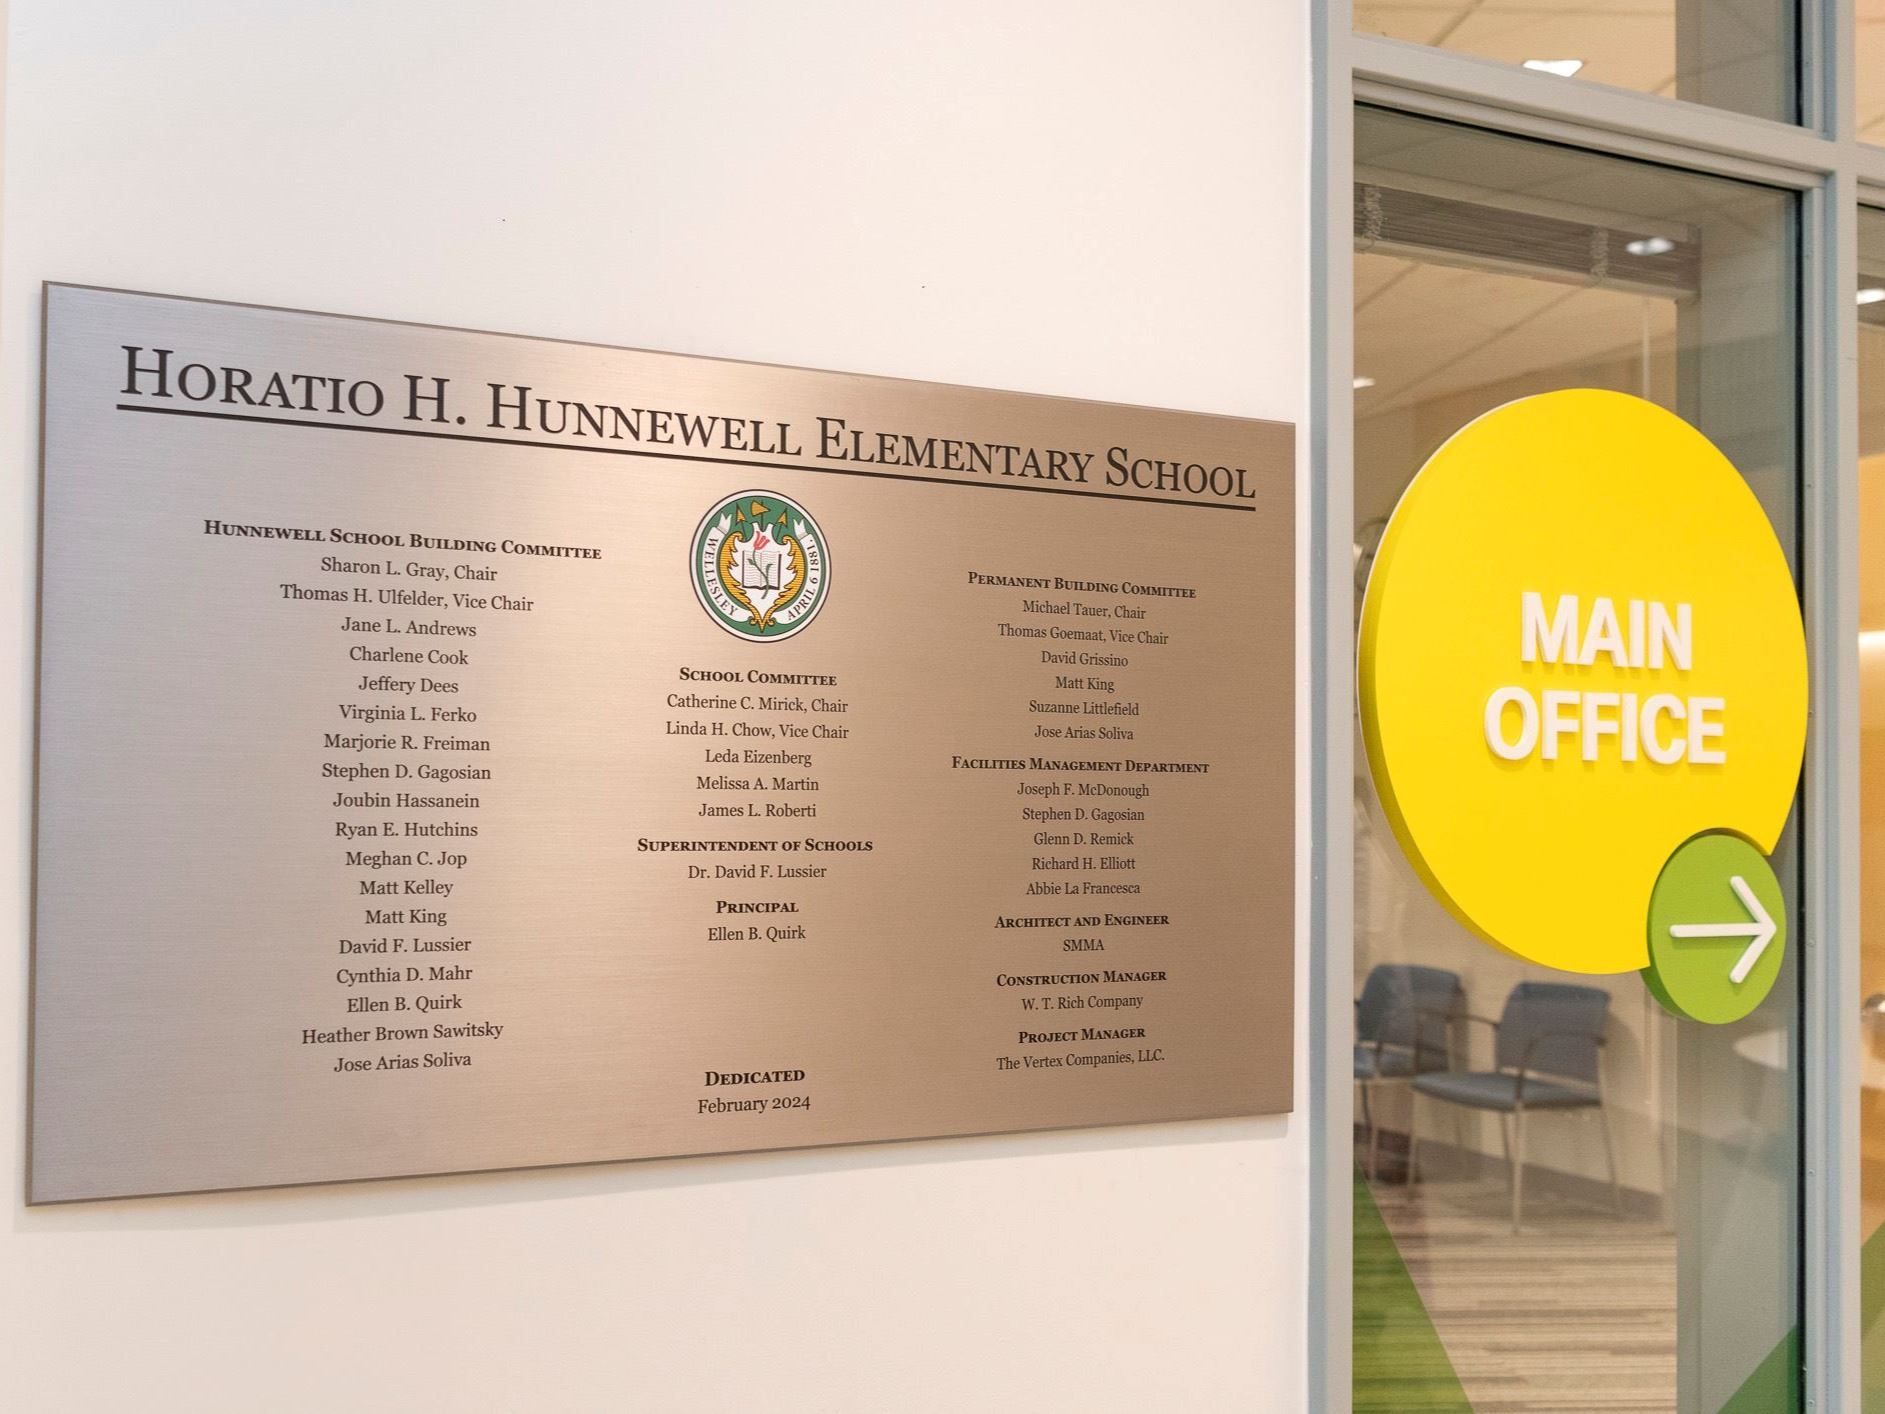 HORATIO H. HUNNEWELL ELEMENTARY SCHOOL
HUNNEWELL SCHOOL BUILDING COMMITTEE
Sharon L. Gray, Chair
Thomas H. Ulfelder, Vice Chair
Jane L. Andrews
Charlene Cook
Jeffery Dees
Virginia L. Ferko
Marjorie R. Freiman
Stephen D. Gagosian
Joubin Hassanein
Ryan E. Hutchins
Meghan C. Jop
Matt Kelley
Matt King
David F. Lussier
Cynthia D. Mahr
Ellen B. Quirk
Heather Brown Sawitsky
Jose Arias Soliva
WELLESLEY APRIL 6 1881.
SCHOOL COMMITTEE
Catherine C. Mirick, Chair
Linda H. Chow, Vice Chair
Leda Eizenberg
Melissa A. Martin
James L. Roberti
SUPERINTENDENT OF SCHOOLS
Dr. David F. Lussier
PRINCIPAL
Ellen B. Quirk
DEDICATED
February 2024
PERMANENT BUILDING COMMITTEE
Michael Tauer, Chair
Thomas Goemaat, Vice Chair
David Grissino
Matt King
Suzanne Littlefield
Jose Arias Soliva
FACILITIES MANAGEMENT DEPARTMENT
Joseph F. McDonough
Stephen D. Gagosian
Glenn D. Remick
Richard H. Elliott
Abbie La Francesca
ARCHITECT AND ENGINEER
SMMA
CONSTRUCTION MANAGER
W. T. Rich Company
PROJECT MANAGER
The Vertex Companies, LLC.
MAIN
OFFICE